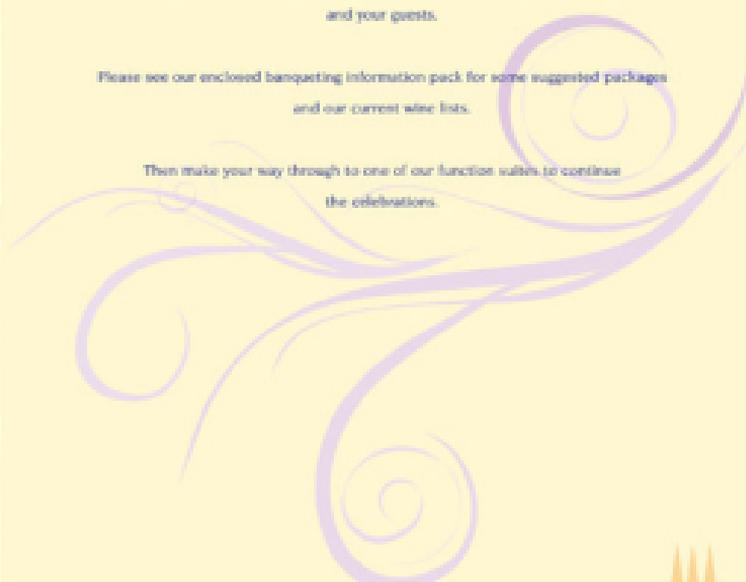 and your guests.
Please see our enclosed banqueting information pack for some suggested packages
and our current wine lists.
Then make your way through to one of our function suites to continue
the celebrations.